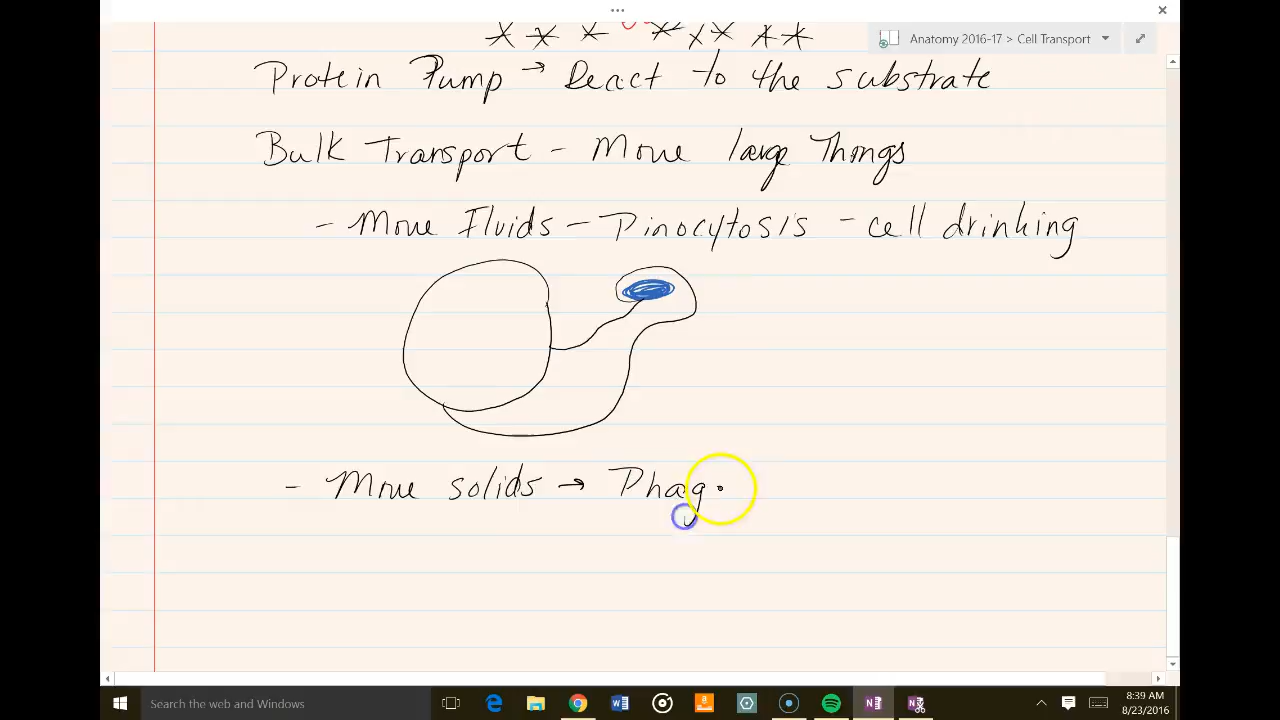 Anatomy 2016-17 > Cell Transport
Protein Pump → React to the substrate
Bulk Transport - Move large Things
- Move Fluids - Pinocytosis - cell drinking
- Move solids → Phag
Search the web and Windows
8:39 AM
8/23/2016